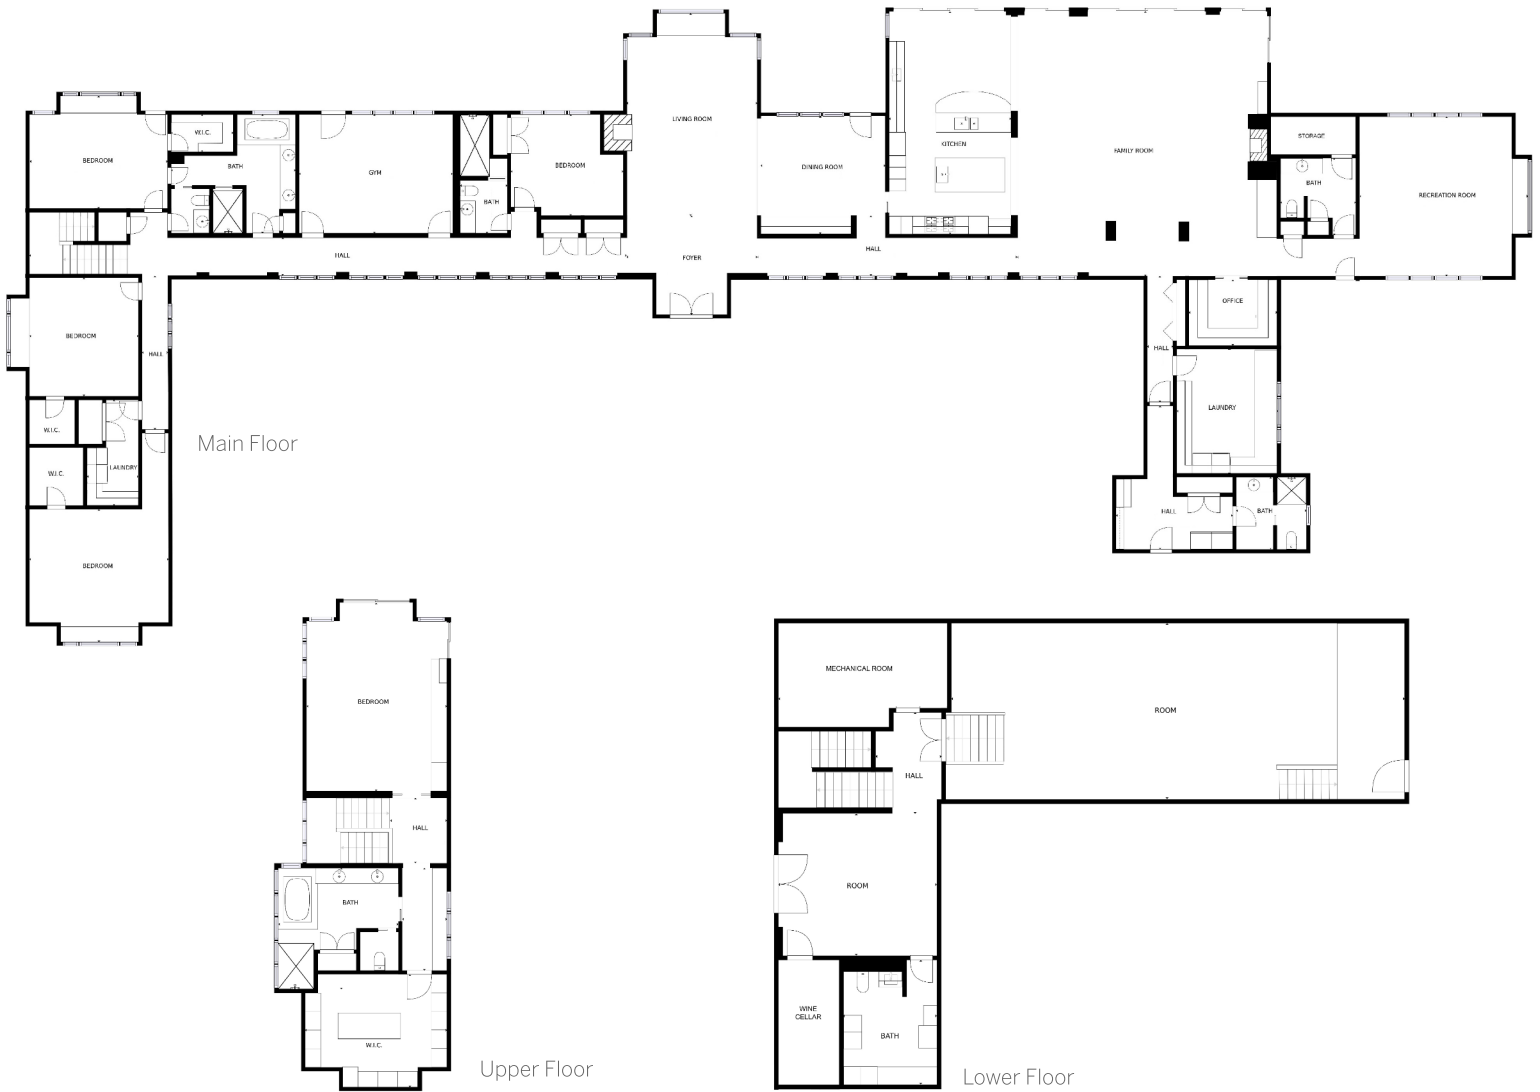 LIVING ROOM
W.I.C.
BEDROOM
BATH
GYM
BEDROOM
BATH
DINING ROOM
KITCHEN
FAMILY ROOM
STORAGE
BATH
RECREATION ROOM
HALL
FOYER
HALL
OFFICE
BEDROOM
HALL
HALL
LAUNDRY
W.I.C.
Main Floor
LAUNDRY
W.I.C.
HALL
BATH
BEDROOM
BEDROOM
HALL
BATH
W.I.C.
Upper Floor
MECHANICAL ROOM
ROOM
HALL
ROOM
WINE
CELLAR
BATH
Lower Floor